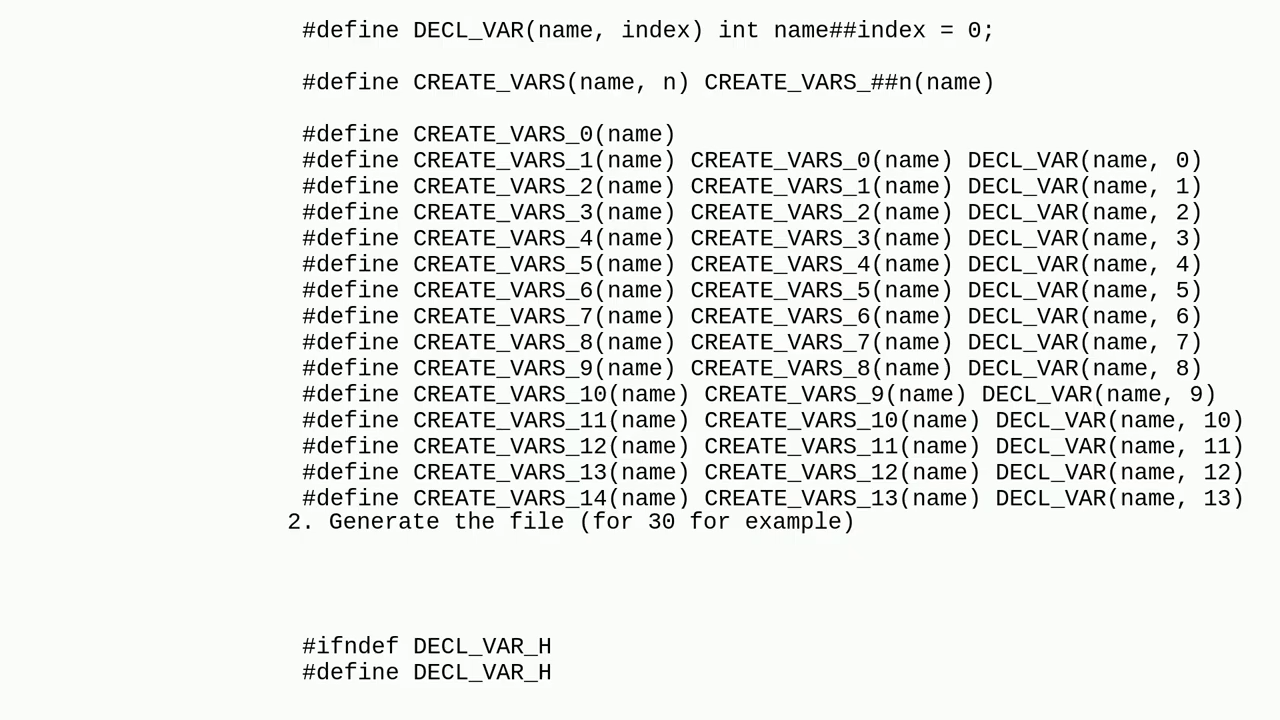 #define DECL_VAR(name, index) int name##index = 0;
#define CREATE_VARS(name, n) CREATE_VARS_##n(name)
#define CREATE_VARS_0(name)
#define CREATE_VARS_1(name) CREATE_VARS_0(name) DECL_VAR(name, 0)
#define CREATE_VARS_2(name) CREATE_VARS_1(name) DECL_VAR(name, 1)
#define CREATE_VARS_3(name) CREATE_VARS_2(name) DECL_VAR(name, 2)
#define CREATE_VARS_4(name) CREATE_VARS_3(name) DECL_VAR(name, 3)
#define CREATE_VARS_5(name) CREATE_VARS_4(name) DECL_VAR(name, 4)
#define CREATE_VARS_6(name) CREATE_VARS_5(name) DECL_VAR(name, 5)
#define CREATE_VARS_7(name) CREATE_VARS_6(name) DECL_VAR(name, 6)
#define CREATE_VARS_8(name) CREATE_VARS_7(name) DECL_VAR(name, 7)
#define CREATE_VARS_9(name) CREATE_VARS_8(name) DECL_VAR(name, 8)
#define CREATE_VARS_10(name) CREATE_VARS_9(name) DECL_VAR(name, 9)
#define CREATE_VARS_11(name) CREATE_VARS_10(name) DECL_VAR(name, 10)
#define CREATE_VARS_12(name) CREATE_VARS_11(name) DECL_VAR(name, 11)
#define CREATE_VARS_13(name) CREATE_VARS_12(name) DECL_VAR(name, 12)
#define CREATE_VARS_14(name) CREATE_VARS_13(name) DECL_VAR(name, 13)
2. Generate the file (for 30 for example)
#ifndef DECL_VAR_H
#define DECL_VAR_H